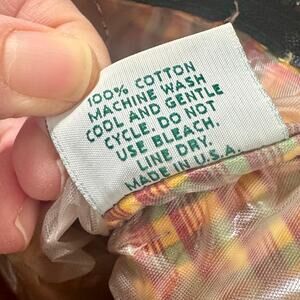 100% COTTON
MACHINE WASH
COOL AND GENTLE
CYCLE. DO NOT
USE BLEACH.
LINE DRY.
MADE IN U.S.A.